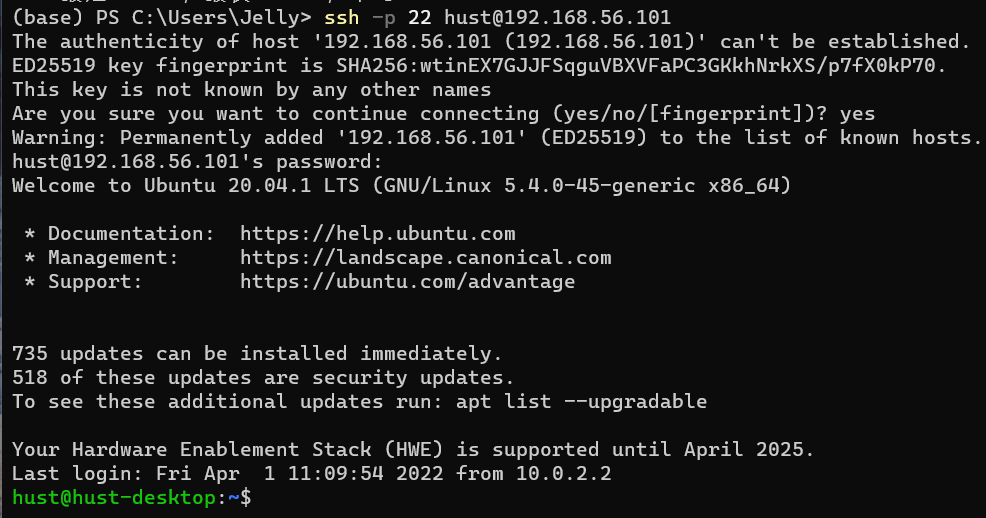 (base) PS C:\Users\Jelly> ssh -p 22 hust@192.168.56.101
The authenticity of host '192.168.56.101 (192.168.56.101)' can't be established.
ED25519 key fingerprint is SHA256:wtinEX7GJJFSqguVBXVFaPC3GKkhNrkXS/p7fX0kP70.
This key is not known by any other names
Are you sure you want to continue connecting (yes/no/[fingerprint])? yes
Warning: Permanently added '192.168.56.101' (ED25519) to the list of known hosts.
hust@192.168.56.101's password:
Welcome to Ubuntu 20.04.1 LTS (GNU/Linux 5.4.0-45-generic x86_64)
* Documentation:  https://help.ubuntu.com
* Management:     https://landscape.canonical.com
* Support:        https://ubuntu.com/advantage
735 updates can be installed immediately.
518 of these updates are security updates.
To see these additional updates run: apt list --upgradable
Your Hardware Enablement Stack (HWE) is supported until April 2025.
Last login: Fri Apr  1 11:09:54 2022 from 10.0.2.2
hust@hust-desktop:~$